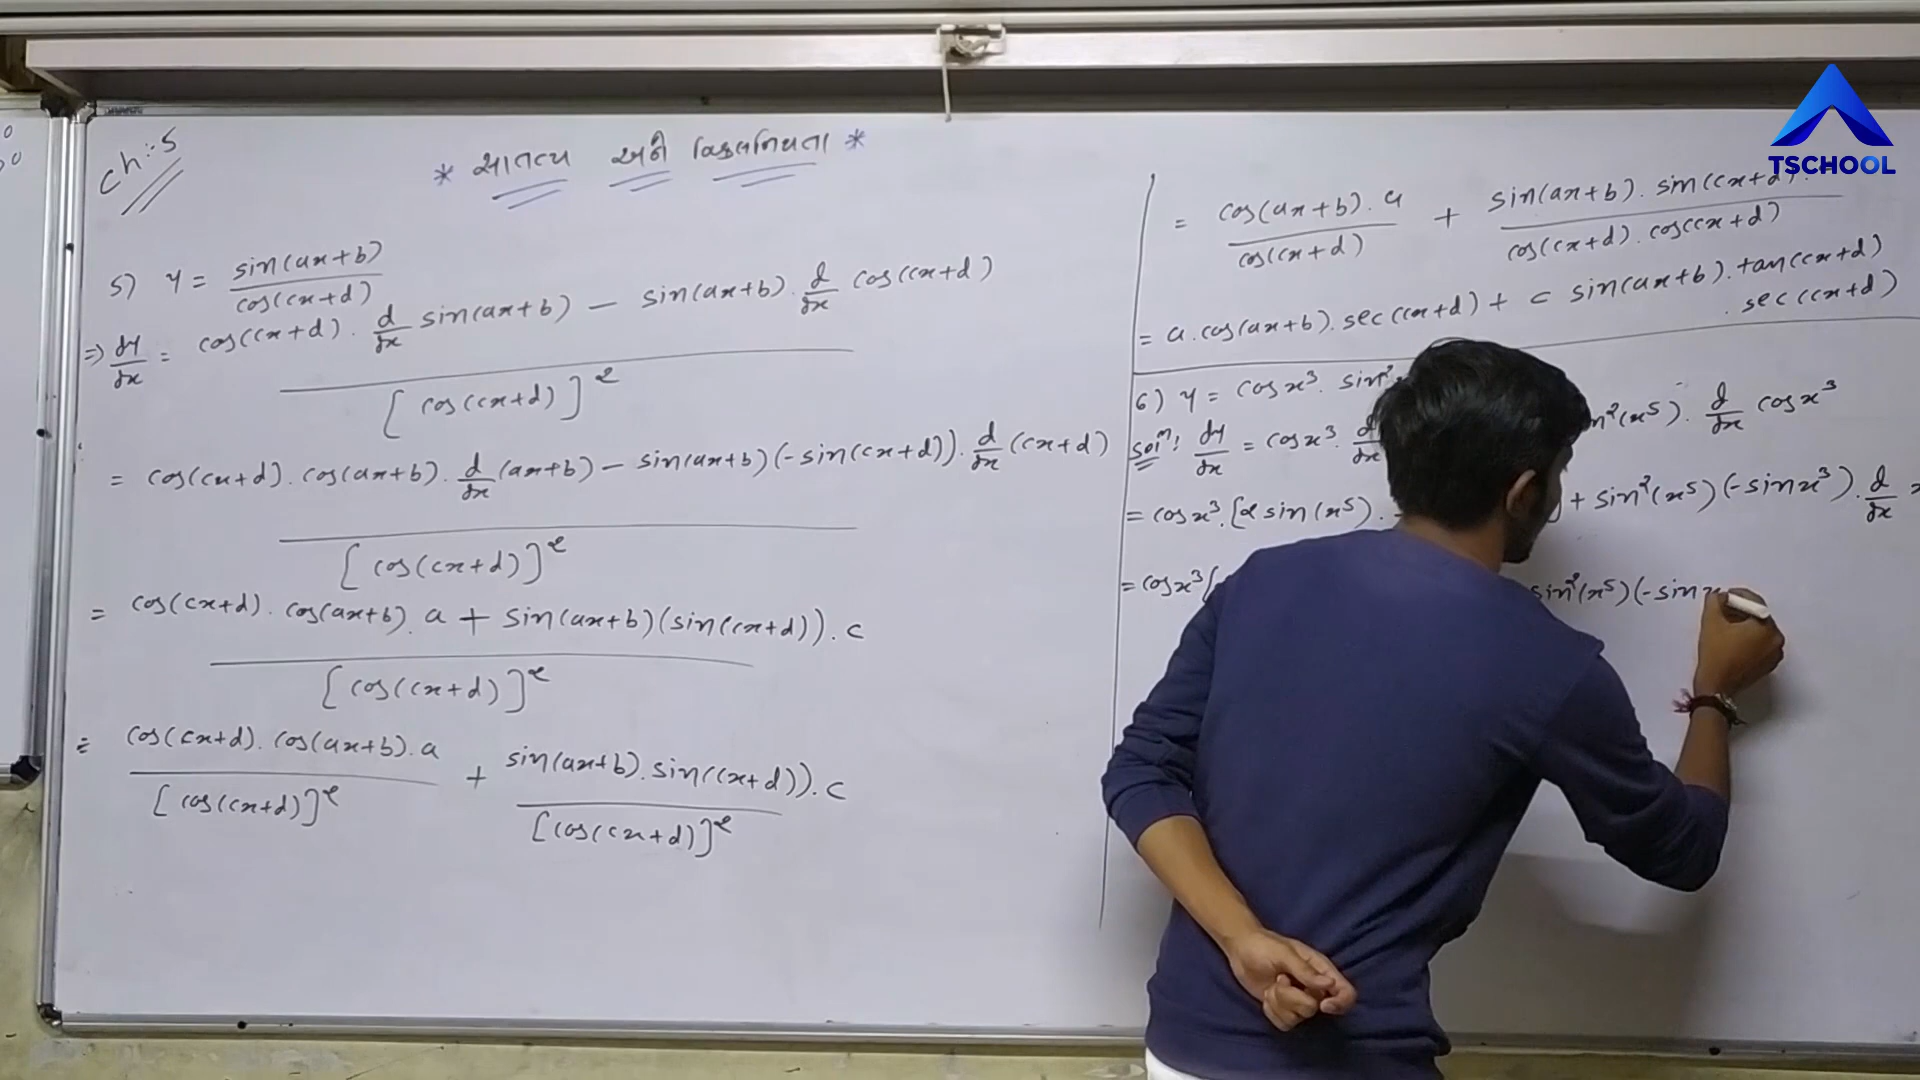 ch:-5
* સાતત્ય અને વિકલનિયતા *
5) y = sin(ax+b) / cos(cx+d)
⇒ dy/dx = cos(cx+d) . d/dx sin(ax+b) − sin(ax+b) . d/dx cos(cx+d)
[cos(cx+d)]²
= cos(cx+d) . cos(ax+b) . d/dx (ax+b) − sin(ax+b) (-sin(cx+d)) . d/dx (cx+d)
[cos(cx+d)]²
= cos(cx+d) . cos(ax+b) . a + sin(ax+b) (sin(cx+d)) . c
[cos(cx+d)]²
= cos(cx+d) . cos(ax+b) . a / [cos(cx+d)]² + sin(ax+b) . sin(cx+d)) . c / [cos(cx+d)]²
= cos(ax+b) . a / cos(cx+d) + sin(ax+b) . sin(cx+d) . / cos(cx+d) . cos(cx+d)
= a . cos(ax+b) . sec(cx+d) + c sin(ax+b) . tan(cx+d)
. sec(cx+d)
6) y = cos x³ . sin²
Solⁿ: dy/dx = cos x³ . d/dx sin²(x⁵) . d/dx cos x³
= cos x³ . [2 sin(x⁵) . + sin²(x⁵) (-sin x³) . d/dx
= cos x³ [ sin²(x⁵) (-sin x
TSCHOOL